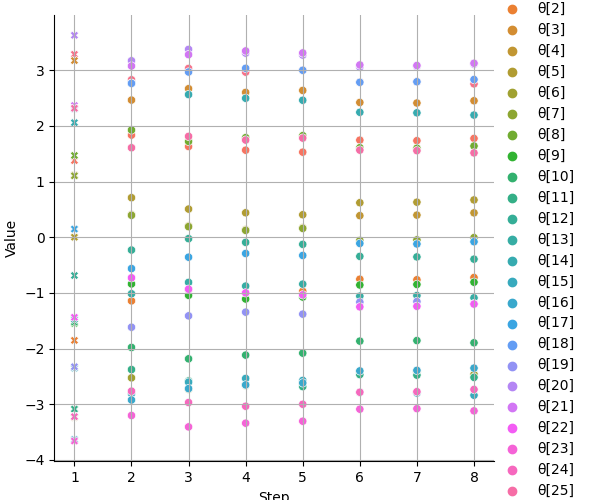 Value
3
2
1
0
−1
−2
−3
−4
1 2 3 4 5 6 7 8
Step
θ[2]
θ[3]
θ[4]
θ[5]
θ[6]
θ[7]
θ[8]
θ[9]
θ[10]
θ[11]
θ[12]
θ[13]
θ[14]
θ[15]
θ[16]
θ[17]
θ[18]
θ[19]
θ[20]
θ[21]
θ[22]
θ[23]
θ[24]
θ[25]